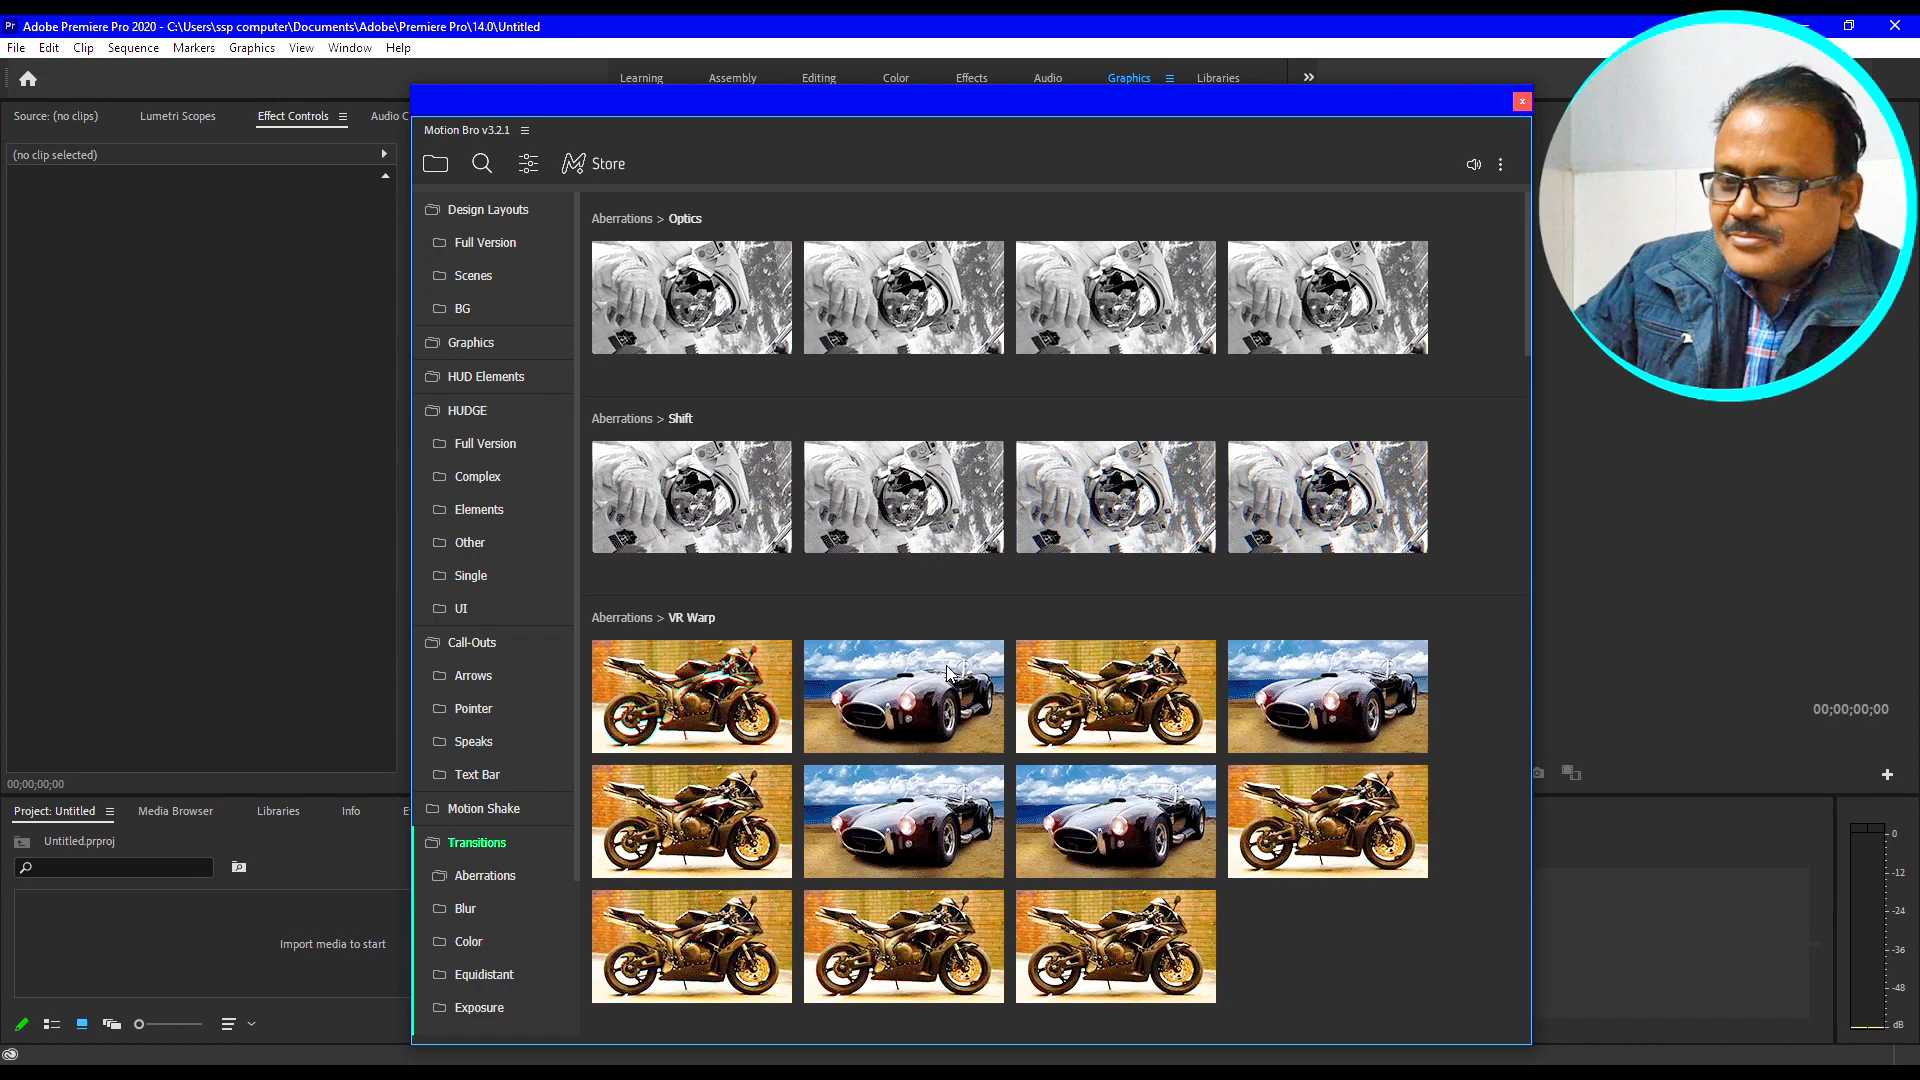 Pr Adobe Premiere Pro 2020 - C:\Users\ssp computer\Documents\Adobe\Premiere Pro\14.0\Untitled
File Edit Clip Sequence Markers Graphics View Window Help
Learning Assembly Editing Color Effects Audio Graphics Libraries
Source: (no clips) Lumetri Scopes Effect Controls Audio C
(no clip selected)
00;00;00;00
Motion Bro v3.2.1
Store
Design Layouts
Full Version
Scenes
BG
Graphics
HUD Elements
HUDGE
Full Version
Complex
Elements
Other
Single
UI
Call-Outs
Arrows
Pointer
Speaks
Text Bar
Motion Shake
Transitions
Aberrations
Blur
Color
Equidistant
Exposure
Aberrations > Optics
Aberrations > Shift
Aberrations > VR Warp
00;00;00;00
Project: Untitled Media Browser Libraries Info E
Untitled.prproj
Import media to start
0
-12
-24
-36
-48
dB